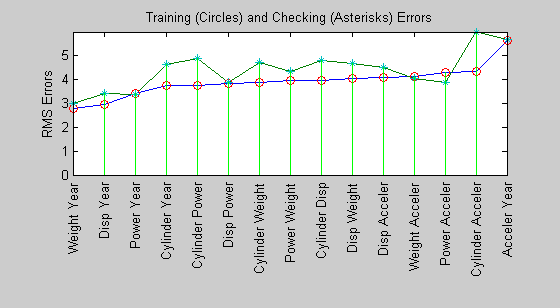 Training (Circles) and Checking (Asterisks) Errors
RMS Errors
5
4
3
2
1
0
Weight Year
Disp Year
Power Year
Cylinder Year
Cylinder Power
Disp Power
Cylinder Weight
Power Weight
Cylinder Disp
Disp Weight
Disp Acceler
Weight Acceler
Power Acceler
Cylinder Acceler
Acceler Year